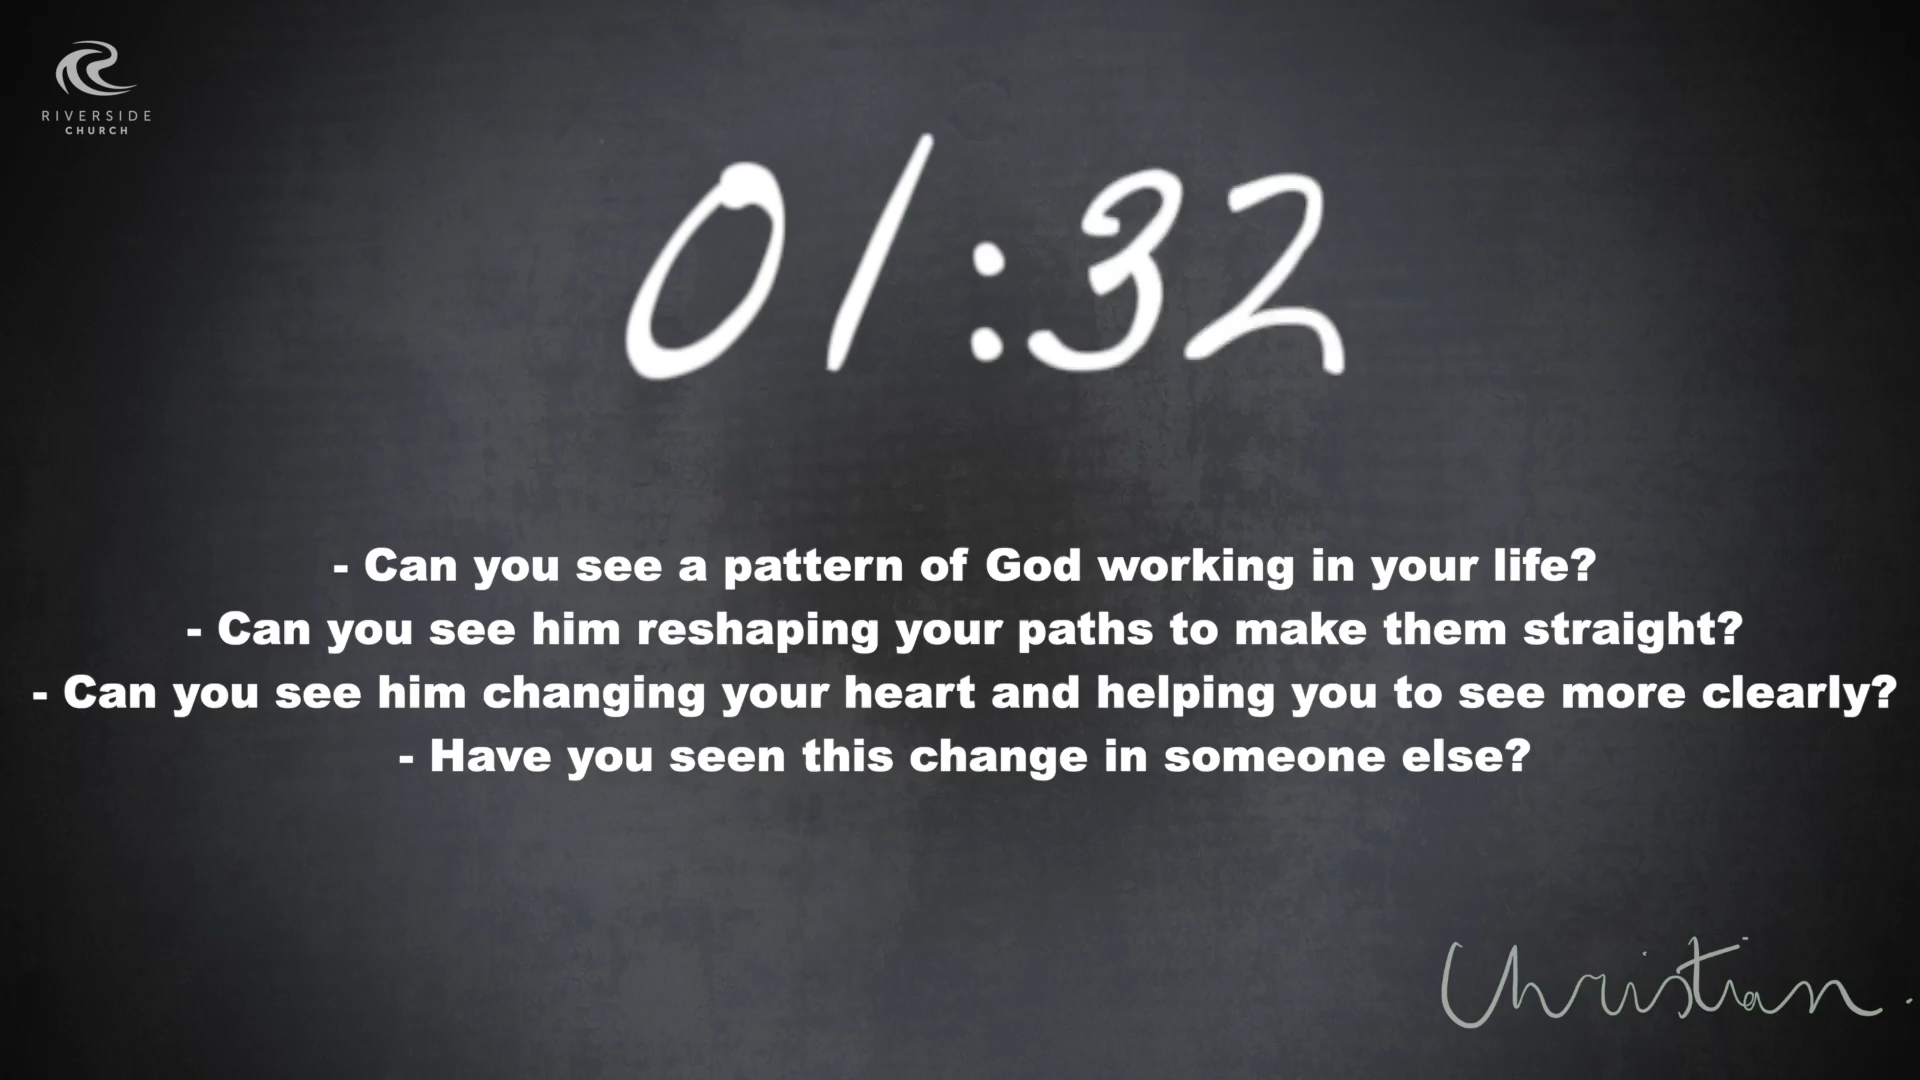 RIVERSIDE
CHURCH
01:32
- Can you see a pattern of God working in your life?
- Can you see him reshaping your paths to make them straight?
- Can you see him changing your heart and helping you to see more clearly?
- Have you seen this change in someone else?
Christian.